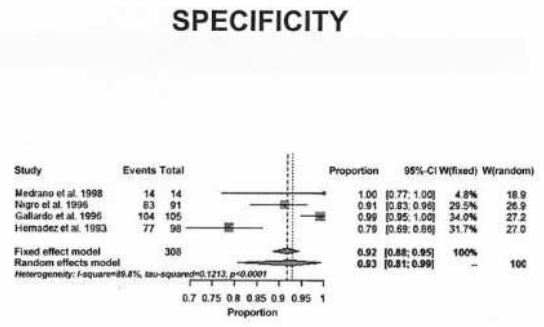 SPECIFICITY
Study Events Total Proportion 95%-CI W(fixed) W(random)
Medrano et al. 1998 14 14 1.00 [0.77; 1.00] 4.8% 18.9
Nigro et al. 1996 83 91 0.91 [0.83; 0.96] 29.5% 26.9
Gallardo et al. 1996 104 105 0.99 [0.95; 1.00] 34.0% 27.2
Hernadez et al. 1993 77 98 0.79 [0.69; 0.86] 31.7% 27.0
Fixed effect model 308 0.92 [0.88; 0.95] 100% --
Random effects model 0.93 [0.81; 0.99] -- 100
Heterogeneity: I-square=89.8%, tau-squared=0.1213, p<0.0001
0.7 0.75 0.8 0.85 0.9 0.95 1
Proportion